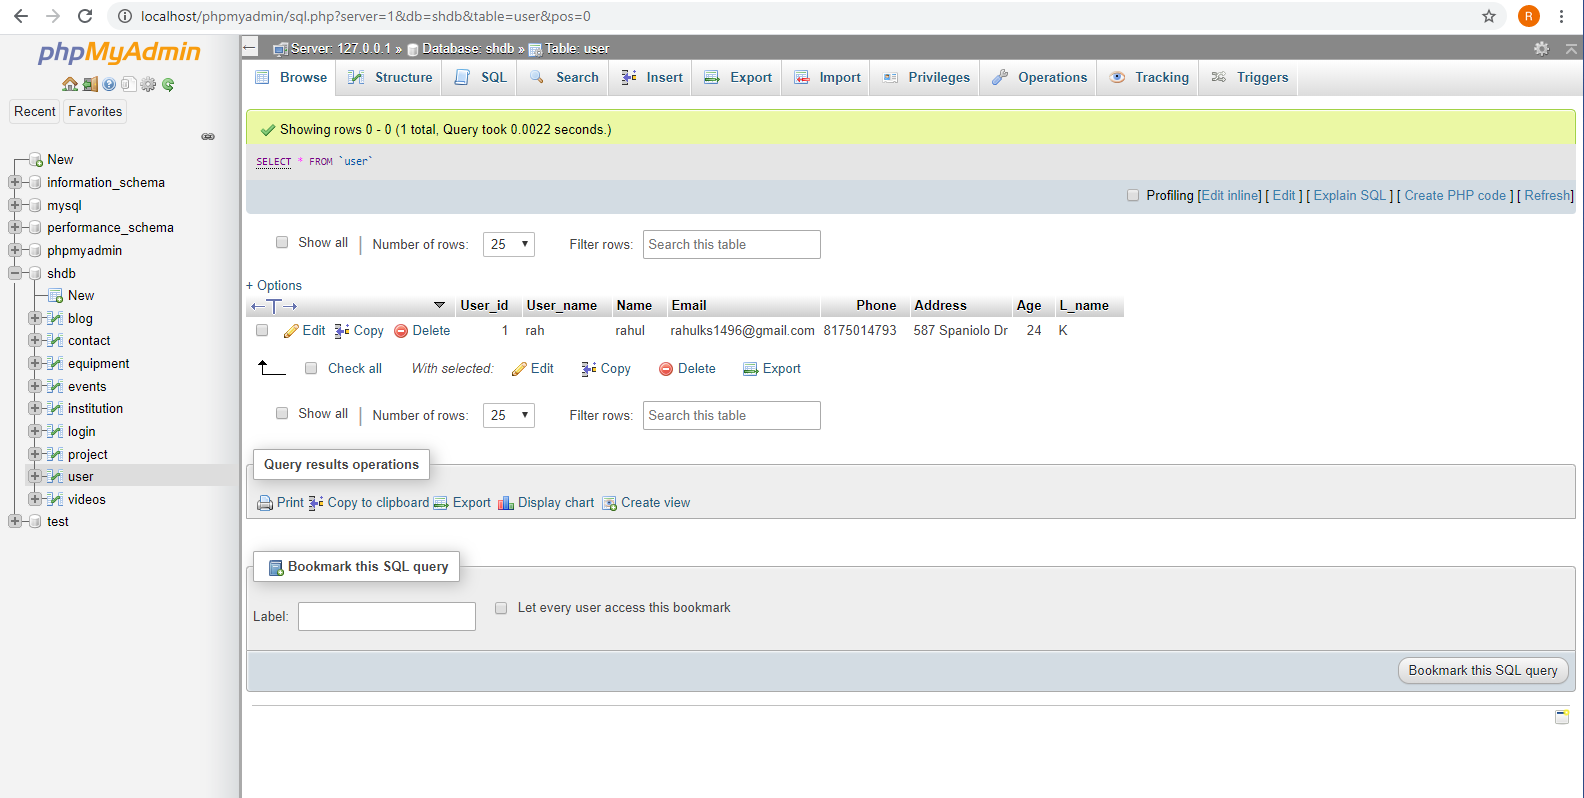 localhost/phpmyadmin/sql.php?server=1&db=shdb&table=user&pos=0
R
phpMyAdmin
Recent Favorites
New
information_schema
mysql
performance_schema
phpmyadmin
shdb
New
blog
contact
equipment
events
institution
login
project
user
videos
test
Server: 127.0.0.1 » Database: shdb » Table: user
Browse Structure SQL Search Insert Export Import Privileges Operations Tracking Triggers
Showing rows 0 - 0 (1 total, Query took 0.0022 seconds.)
SELECT * FROM `user`
Profiling [Edit inline] [ Edit ] [ Explain SQL ] [ Create PHP code ] [ Refresh]
Show all | Number of rows: 25 Filter rows: Search this table
+ Options
←T→ User_id User_name Name Email Phone Address Age L_name
Edit Copy Delete 1 rah rahul rahulks1496@gmail.com 8175014793 587 Spaniolo Dr 24 K
Check all With selected: Edit Copy Delete Export
Show all | Number of rows: 25 Filter rows: Search this table
Query results operations
Print Copy to clipboard Export Display chart Create view
Bookmark this SQL query
Label: Let every user access this bookmark
Bookmark this SQL query